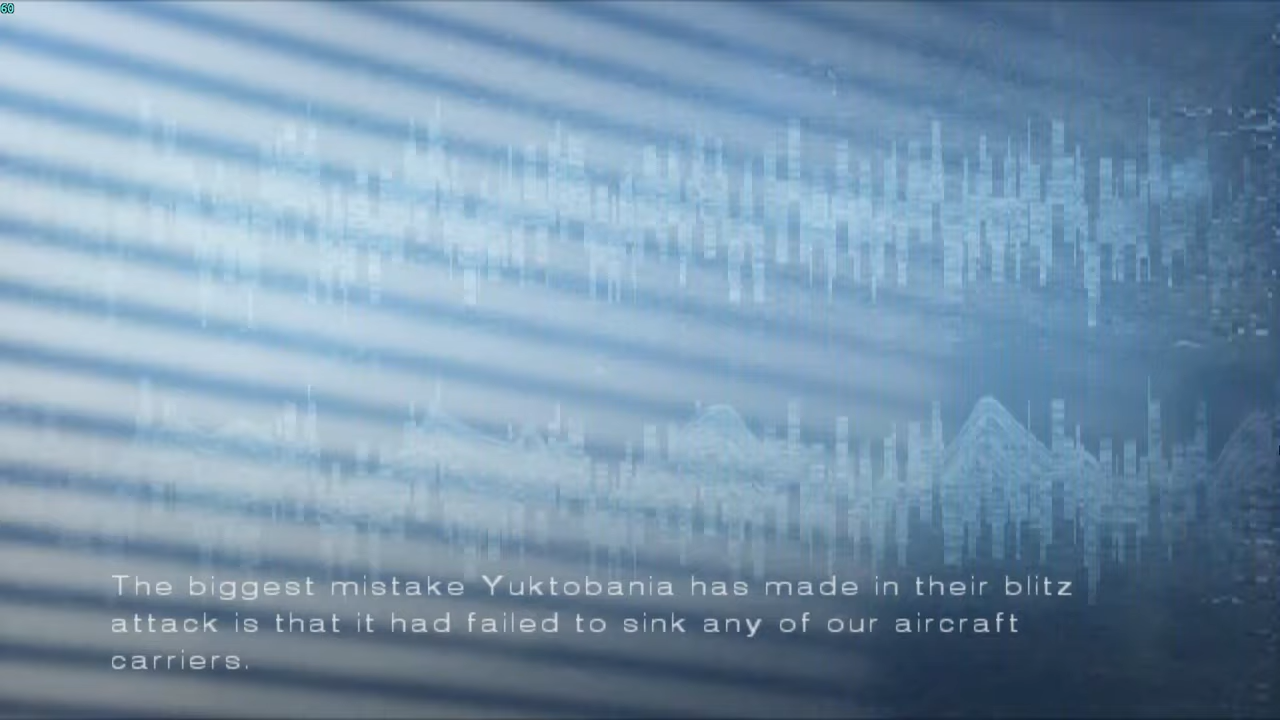 60
The biggest mistake Yuktobania has made in their blitz
attack is that it had failed to sink any of our aircraft
carriers.